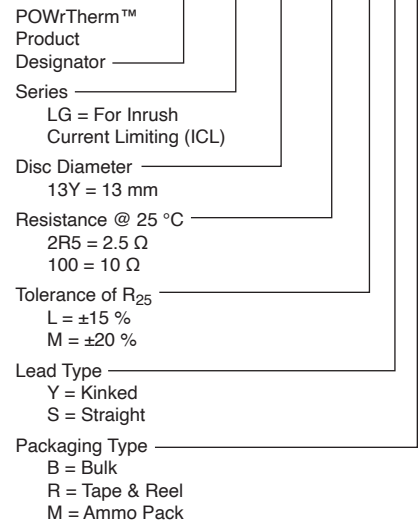 POWrTherm™
Product
Designator
Series
LG = For Inrush
Current Limiting (ICL)
Disc Diameter
13Y = 13 mm
Resistance @ 25 °C
2R5 = 2.5 Ω
100 = 10 Ω
Tolerance of R25
L = ±15 %
M = ±20 %
Lead Type
Y = Kinked
S = Straight
Packaging Type
B = Bulk
R = Tape & Reel
M = Ammo Pack